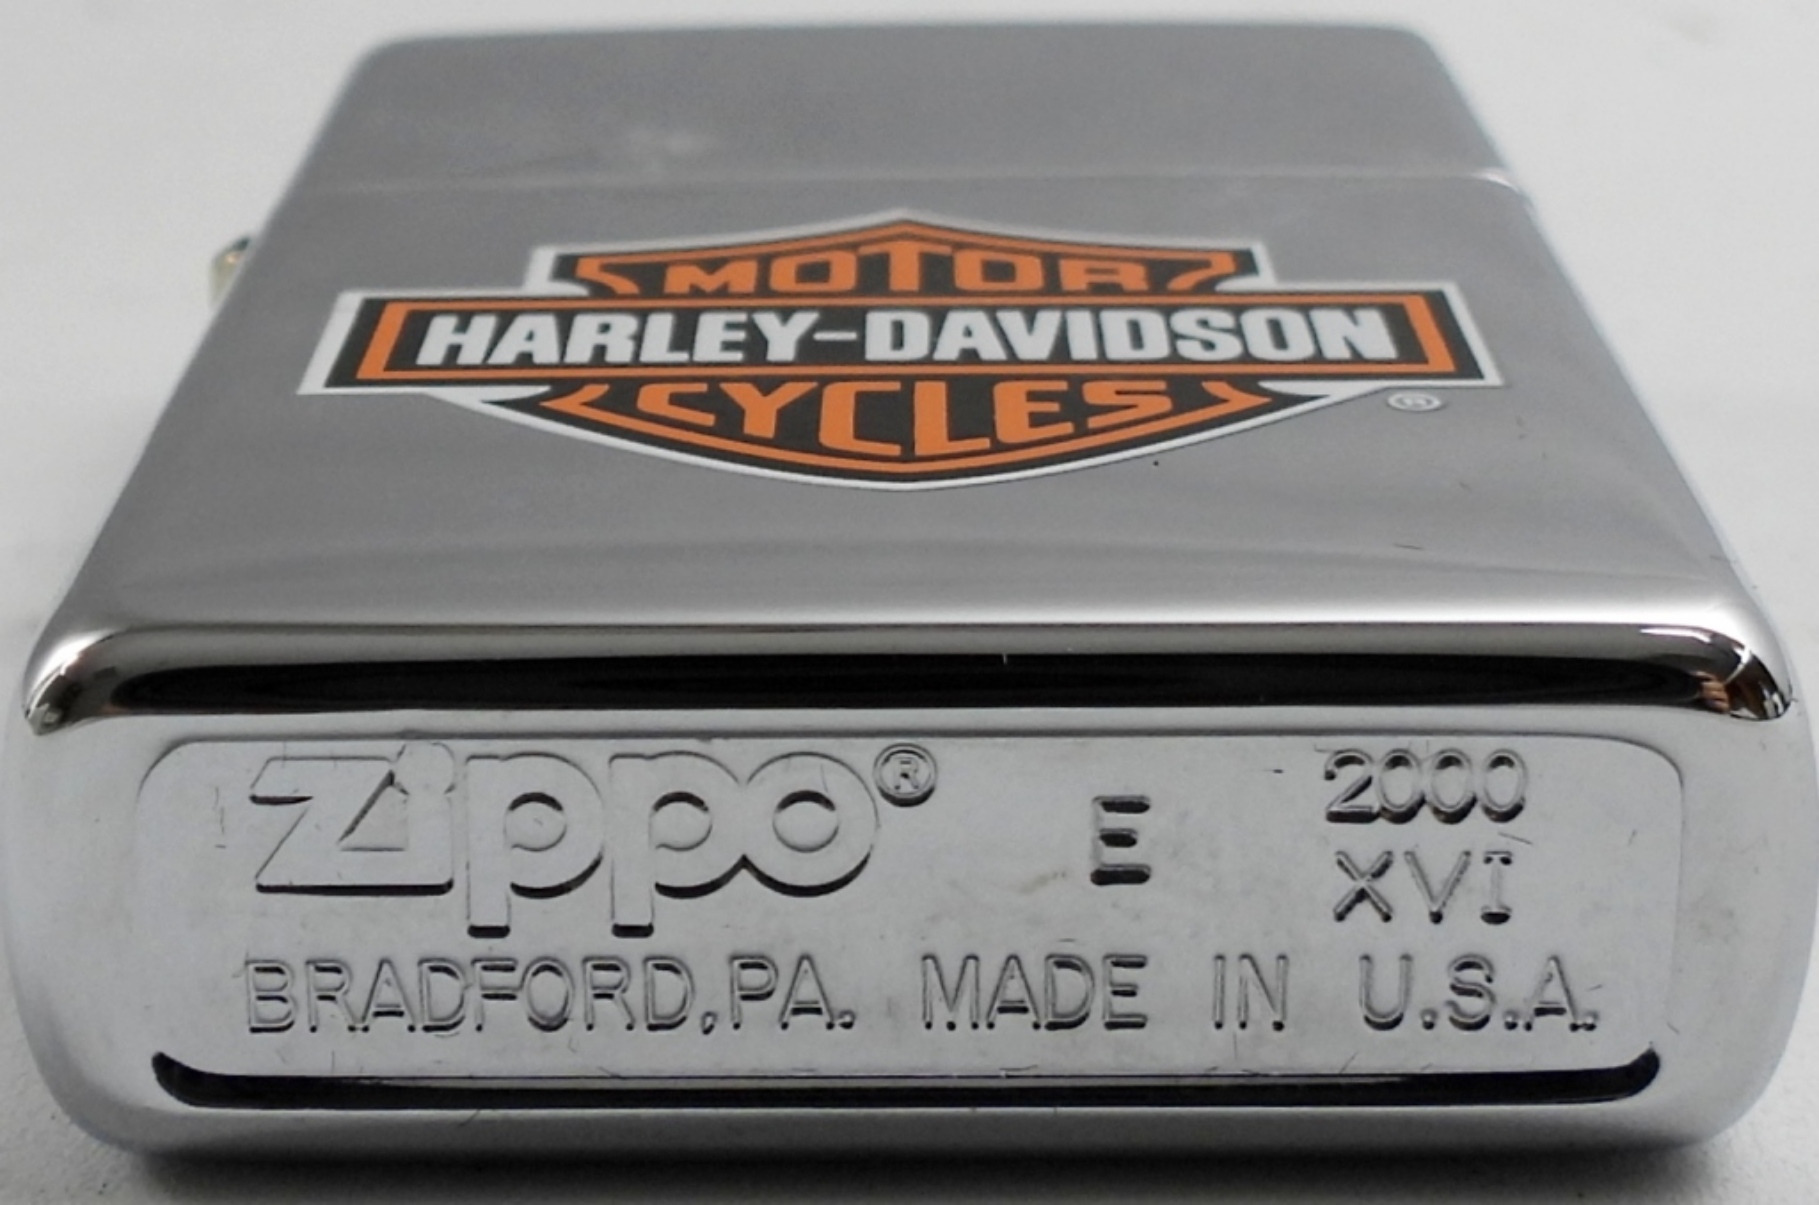 MOTOR
HARLEY-DAVIDSON
CYCLES
®
Zippo® E 2000
XVI
BRADFORD, PA. MADE IN U.S.A.